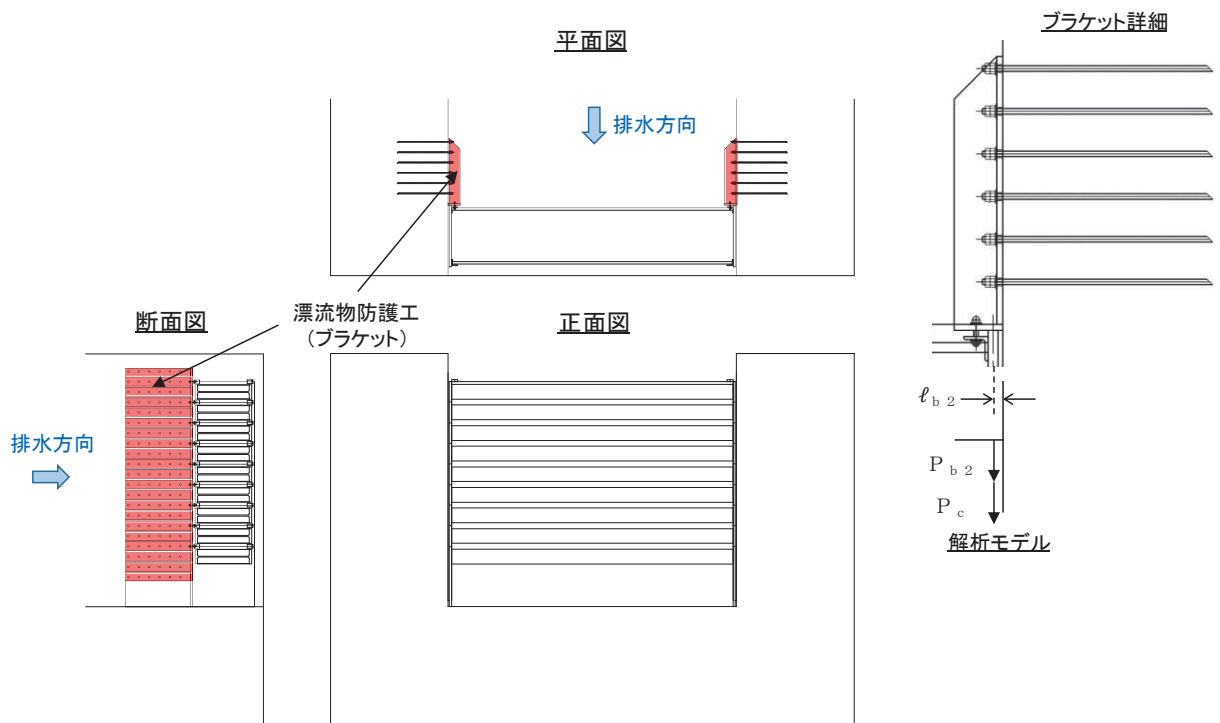 平面図
ブラケット詳細
排水方向
断面図
漂流物防護工
(ブラケット)
正面図
排水方向
ℓb2
Pb2
Pc
解析モデル